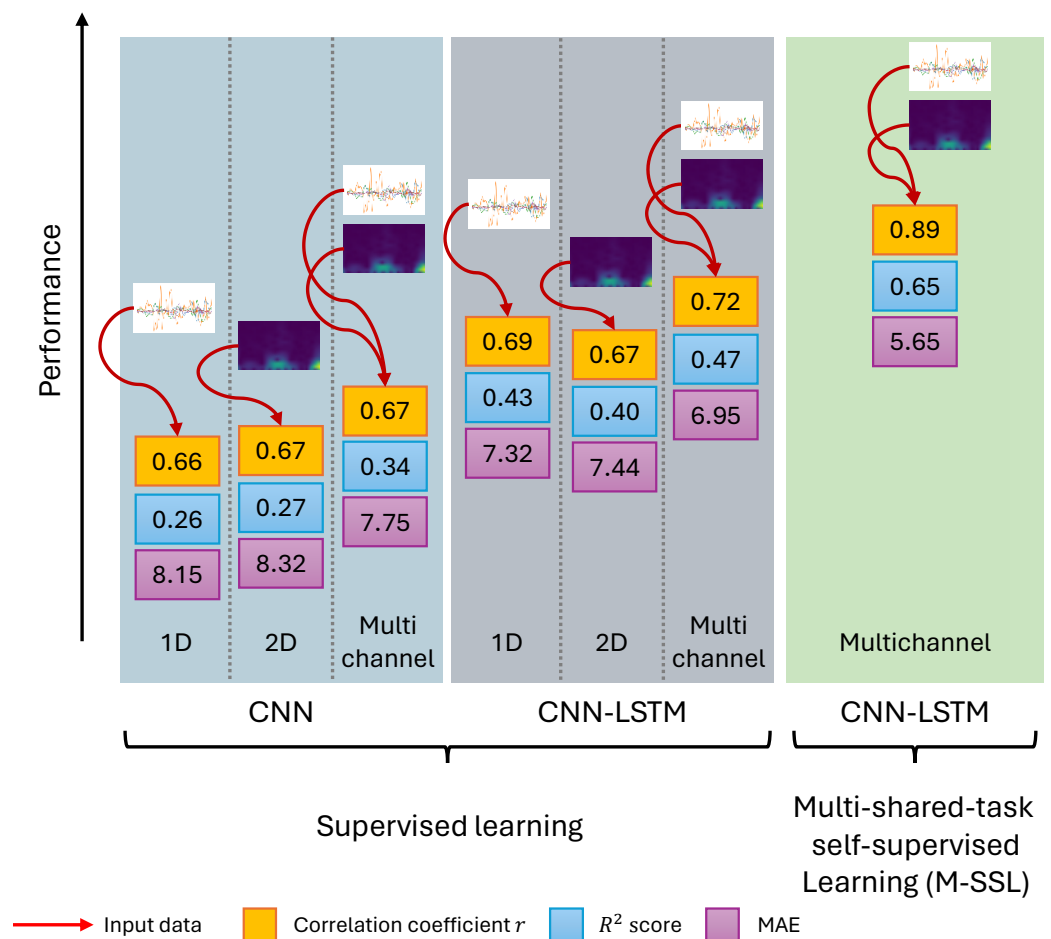 Performance
0.66
0.26
8.15
1D
0.67
0.27
8.32
2D
0.67
0.34
7.75
Multi
channel
0.69
0.43
7.32
1D
0.67
0.40
7.44
2D
0.72
0.47
6.95
Multi
channel
0.89
0.65
5.65
Multichannel
CNN
CNN-LSTM
CNN-LSTM
Supervised learning
Multi-shared-task
self-supervised
Learning (M-SSL)
Input data
Correlation coefficient r
R² score
MAE